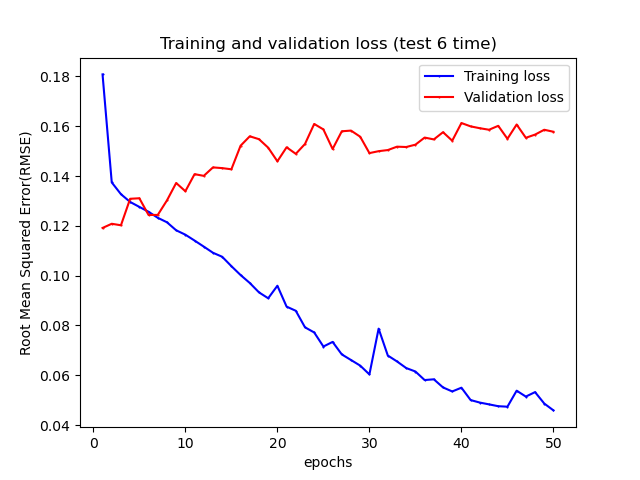 Training and validation loss (test 6 time)
Training loss
Validation loss
Root Mean Squared Error(RMSE)
0.18
0.16
0.14
0.12
0.10
0.08
0.06
0.04
0
10
20
30
40
50
epochs